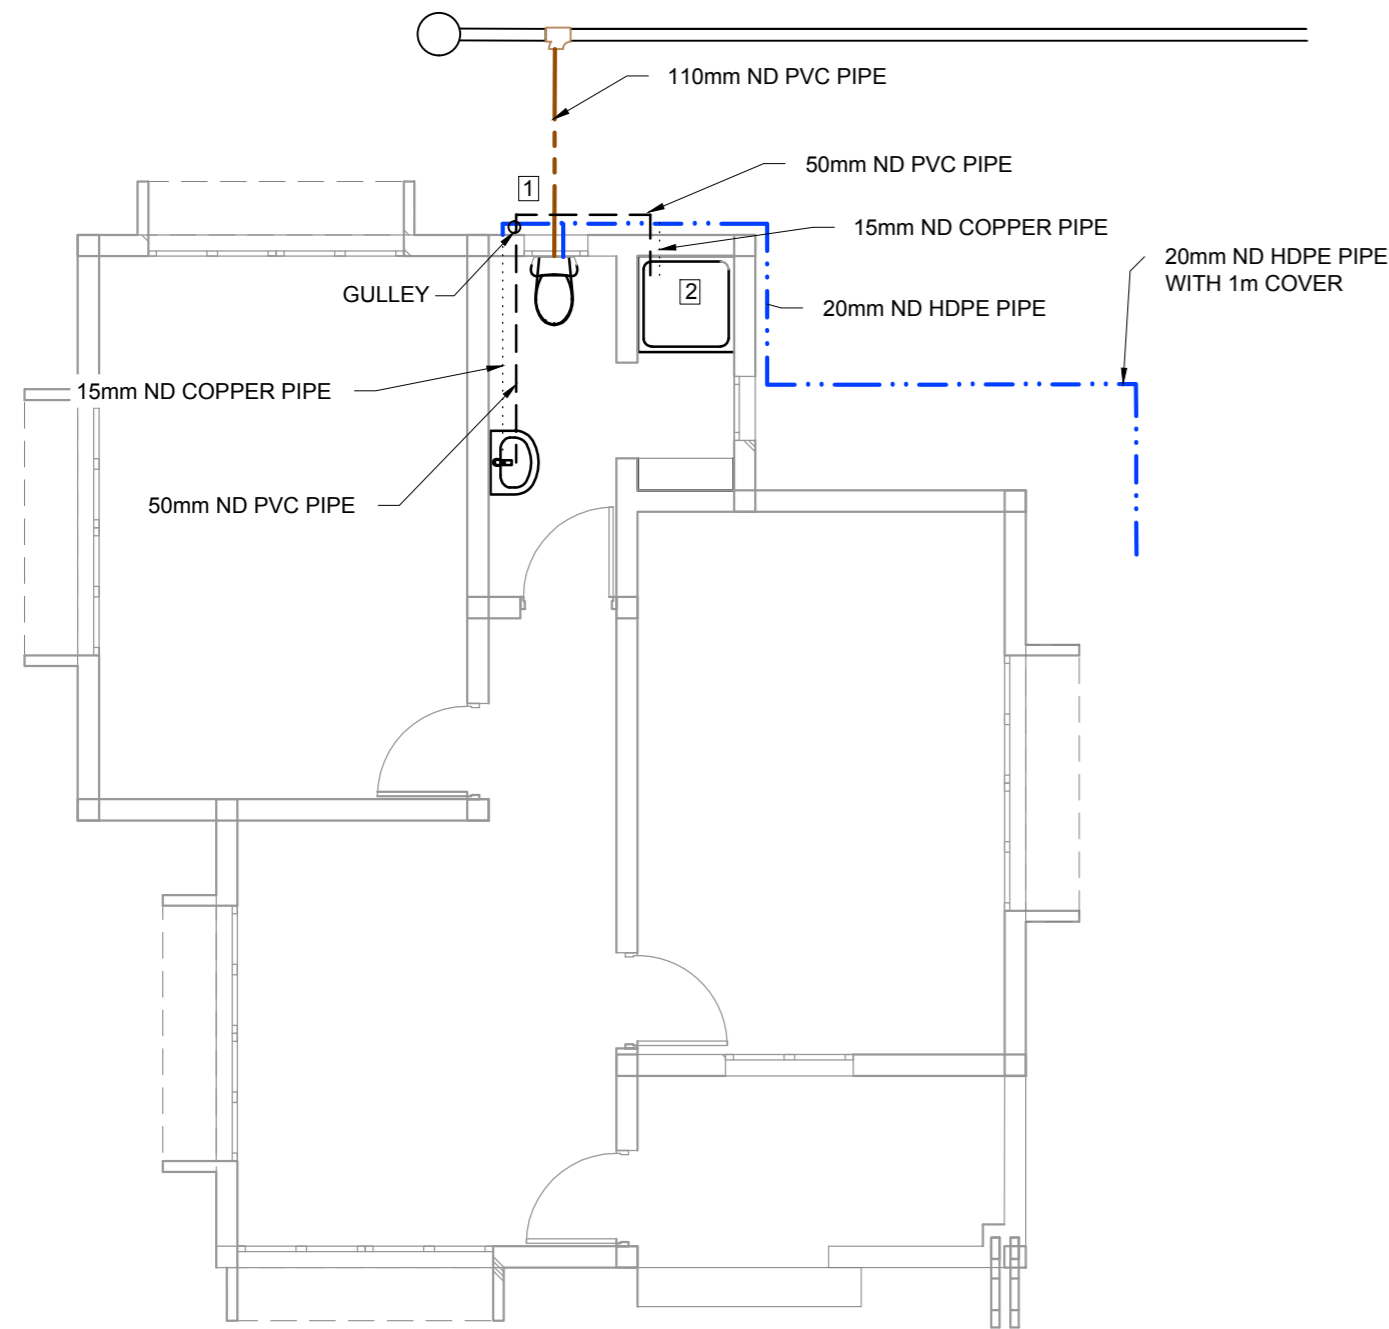 110mm ND PVC PIPE
50mm ND PVC PIPE
1
15mm ND COPPER PIPE
20mm ND HDPE PIPE
WITH 1m COVER
GULLEY
2
20mm ND HDPE PIPE
15mm ND COPPER PIPE
50mm ND PVC PIPE